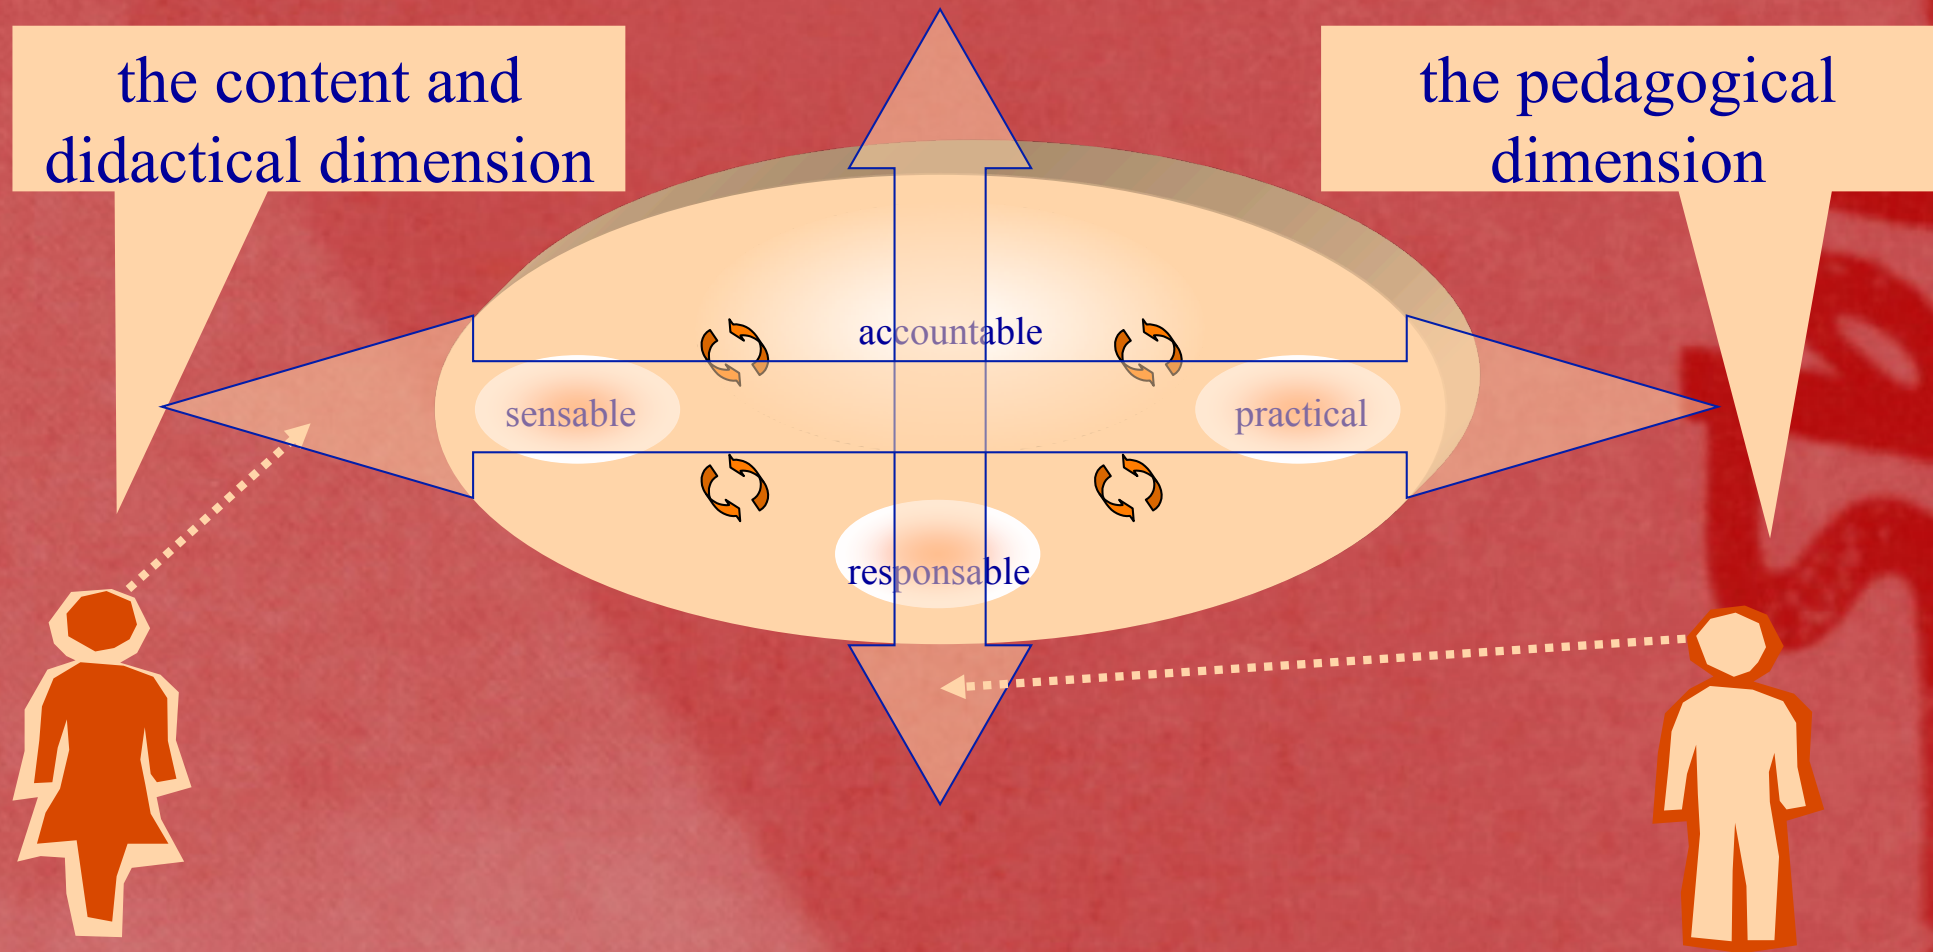 the content and
didactical dimension
the pedagogical
dimension
accountable
sensable
practical
responsable